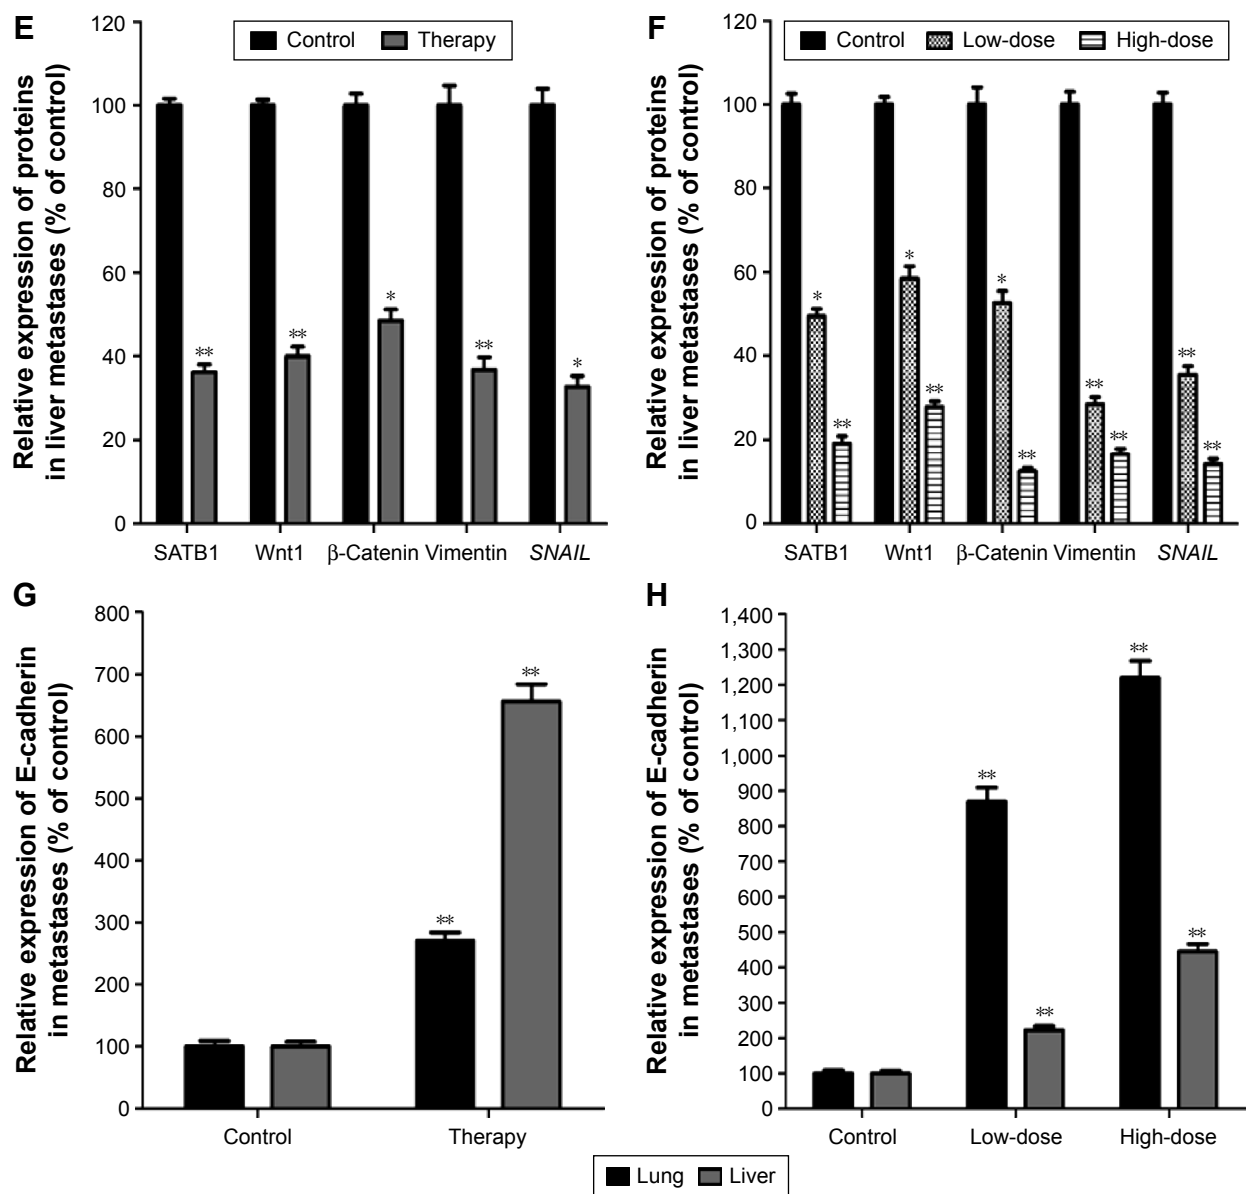 E
Control Therapy
Relative expression of proteins
in liver metastases (% of control)
120
100
80
60
40
20
0
** ** * ** *
SATB1 Wnt1 β-Catenin Vimentin SNAIL
F
Control Low-dose High-dose
Relative expression of proteins
in liver metastases (% of control)
120
100
80
60
40
20
0
* ** * ** * ** ** ** ** **
SATB1 Wnt1 β-Catenin Vimentin SNAIL
G
Relative expression of E-cadherin
in metastases (% of control)
800
700
600
500
400
300
200
100
0
** **
Control Therapy
H
Relative expression of E-cadherin
in metastases (% of control)
1,400
1,300
1,200
1,100
1,000
900
800
700
600
500
400
300
200
100
0
** ** ** **
Control Low-dose High-dose
Lung Liver